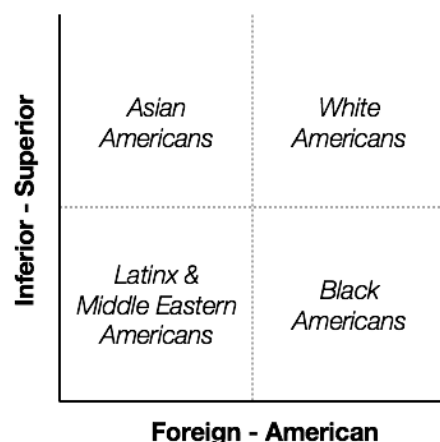 Inferior - Superior
Asian
Americans
White
Americans
Latinx &
Middle Eastern
Americans
Black
Americans
Foreign - American